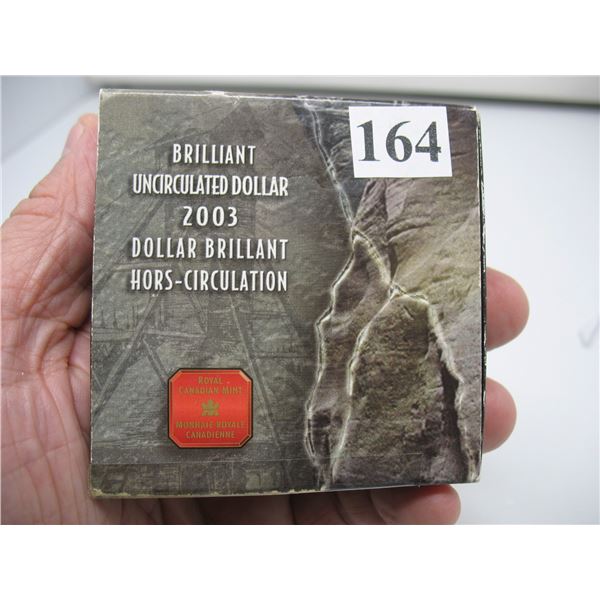 164
BRILLIANT
UNCIRCULATED DOLLAR
2003
DOLLAR BRILLANT
HORS-CIRCULATION
ROYAL
CANADIAN MINT
MONNAIE ROYALE
CANADIENNE